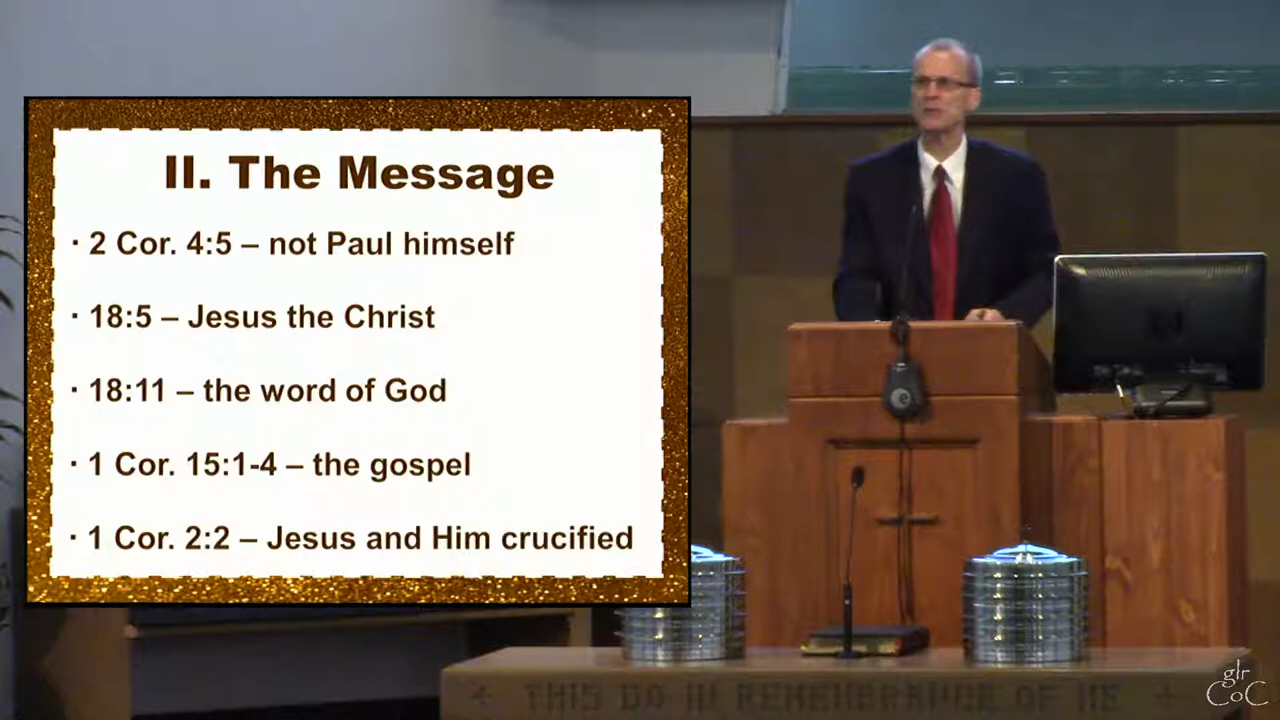 II. The Message
· 2 Cor. 4:5 – not Paul himself
· 18:5 – Jesus the Christ
· 18:11 – the word of God
· 1 Cor. 15:1-4 – the gospel
· 1 Cor. 2:2 – Jesus and Him crucified
THIS DO IN REMEMBRANCE OF ME
glr
CoC